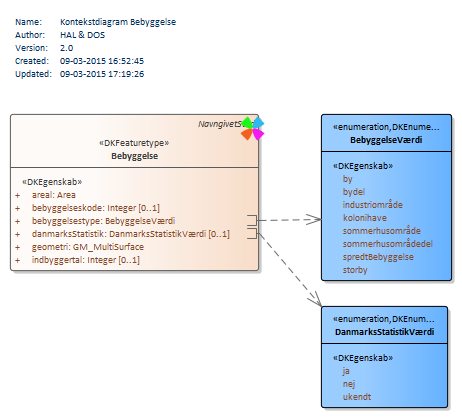 Name: Kontekstdiagram Bebyggelse
Author: HAL & DOS
Version: 2.0
Created: 09-03-2015 16:52:45
Updated: 09-03-2015 17:19:26
«DKFeaturetype»
Bebyggelse
«DKEgenskab»
+ areal: Area
+ bebyggelseskode: Integer [0..1]
+ bebyggelsestype: BebyggelseVærdi
+ danmarksStatistik: DanmarksStatistikVærdi [0..1]
+ geometri: GM_MultiSurface
+ indbyggertal: Integer [0..1]
«enumeration,DKEnume...
BebyggelseVærdi
«DKEgenskab»
by
bydel
industriområde
kolonihave
sommerhusområde
sommerhusområdedel
spredtBebyggelse
storby
«enumeration,DKEnum...
DanmarksStatistikVærdi
«DKEgenskab»
ja
nej
ukendt